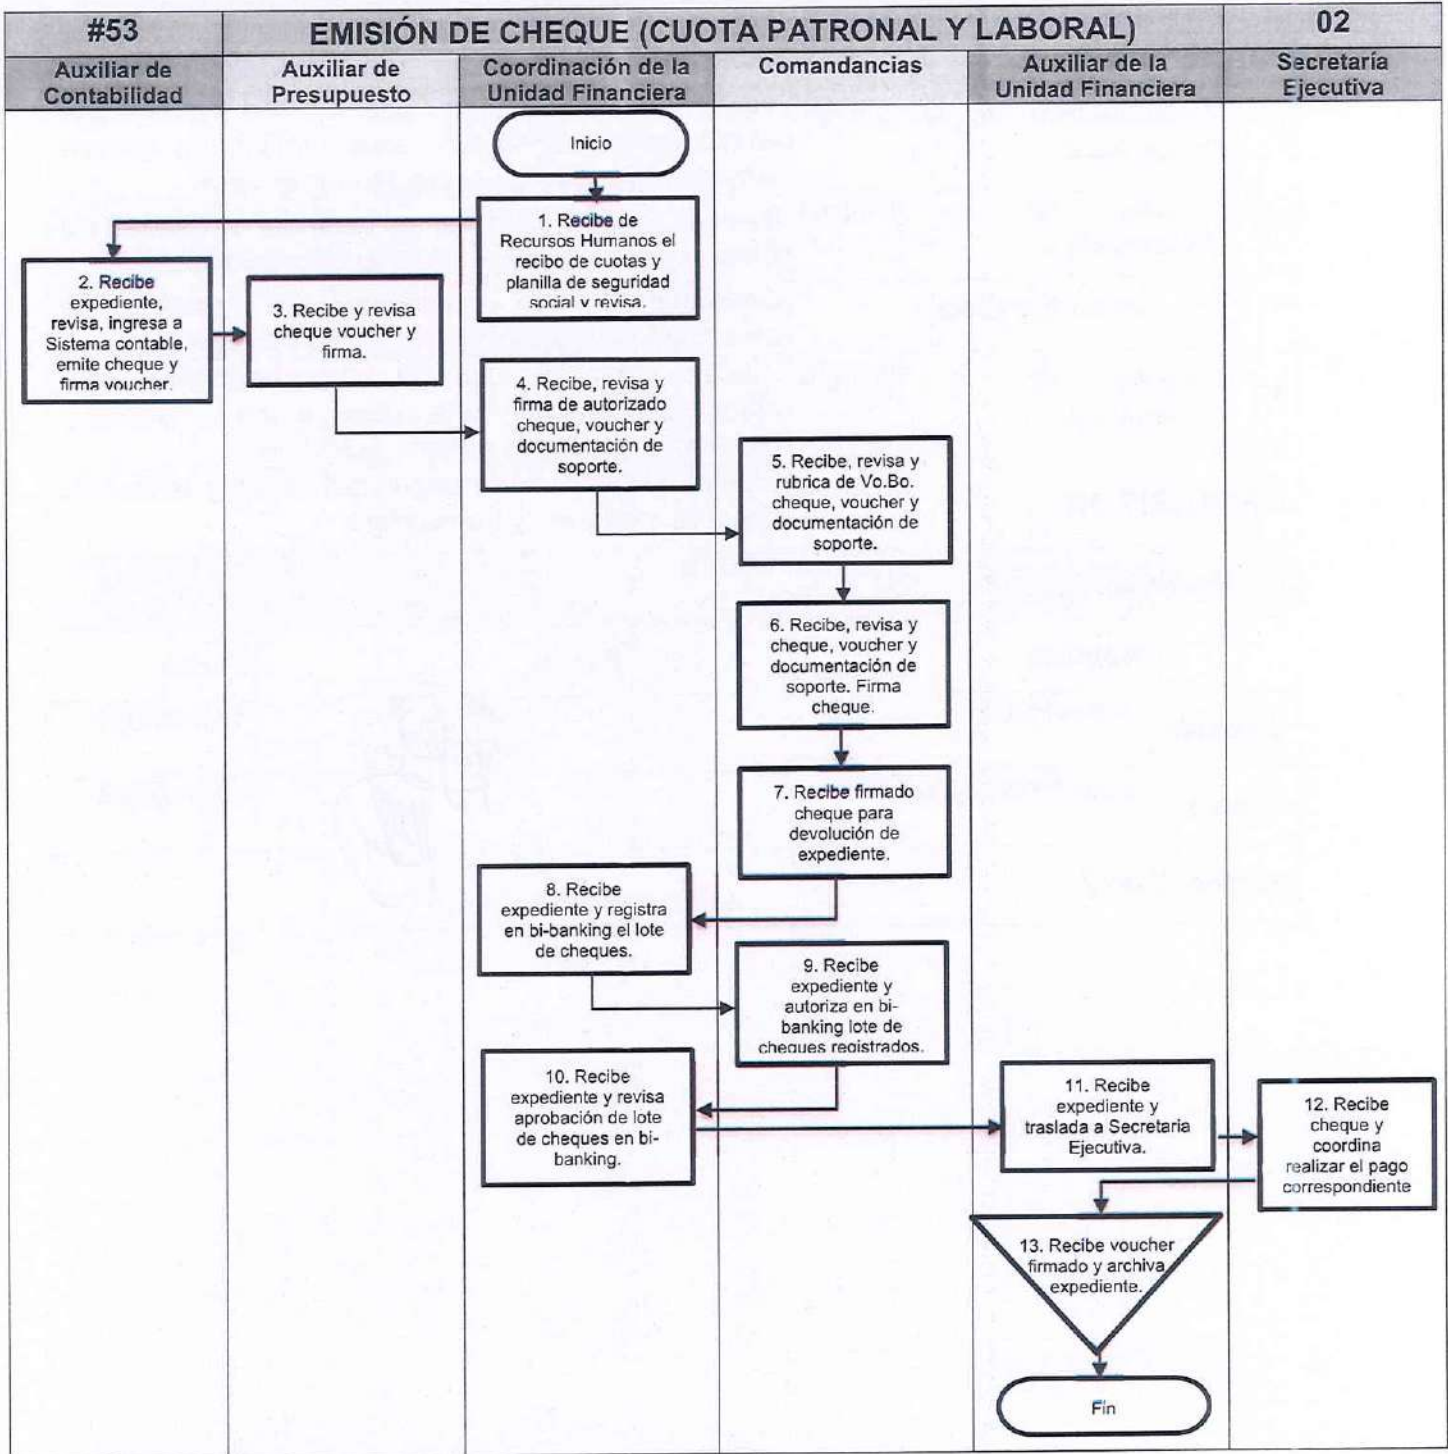 #53
EMISIÓN DE CHEQUE (CUOTA PATRONAL Y LABORAL)
02
Auxiliar de
Contabilidad
Auxiliar de
Presupuesto
Coordinación de la
Unidad Financiera
Comandancias
Auxiliar de la
Unidad Financiera
Secretaría
Ejecutiva
Inicio
1. Recibe de
Recursos Humanos el
recibo de cuotas y
planilla de seguridad
social y revisa.
2. Recibe
expediente,
revisa, ingresa a
Sistema contable,
emite cheque y
firma voucher.
3. Recibe y revisa
cheque voucher y
firma.
4. Recibe, revisa y
firma de autorizado
cheque, voucher y
documentación de
soporte.
5. Recibe, revisa y
rubrica de Vo.Bo.
cheque, voucher y
documentación de
soporte.
6. Recibe, revisa y
cheque, voucher y
documentación de
soporte. Firma
cheque.
7. Recibe firmado
cheque para
devolución de
expediente.
8. Recibe
expediente y registra
en bi-banking el lote
de cheques.
9. Recibe
expediente y
autoriza en bi-
banking lote de
cheques registrados.
10. Recibe
expediente y revisa
aprobación de lote
de cheques en bi-
banking.
11. Recibe
expediente y
traslada a Secretaria
Ejecutiva.
12. Recibe
cheque y
coordina
realizar el pago
correspondiente
13. Recibe voucher
firmado y archiva
expediente.
Fin